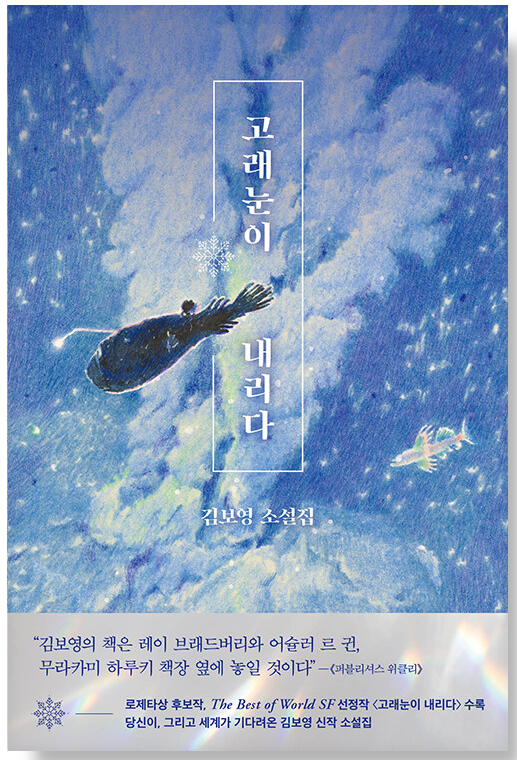 고래눈이
내리다
김보영 소설집
“김보영의 책은 레이 브래드버리와 어슐러 르 귄,
무라카미 하루키 책장 옆에 놓일 것이다” —《퍼블리셔스 위클리》
로제타상 후보작, The Best of World SF 선정작 〈고래눈이 내리다〉 수록
당신이, 그리고 세계가 기다려온 김보영 신작 소설집